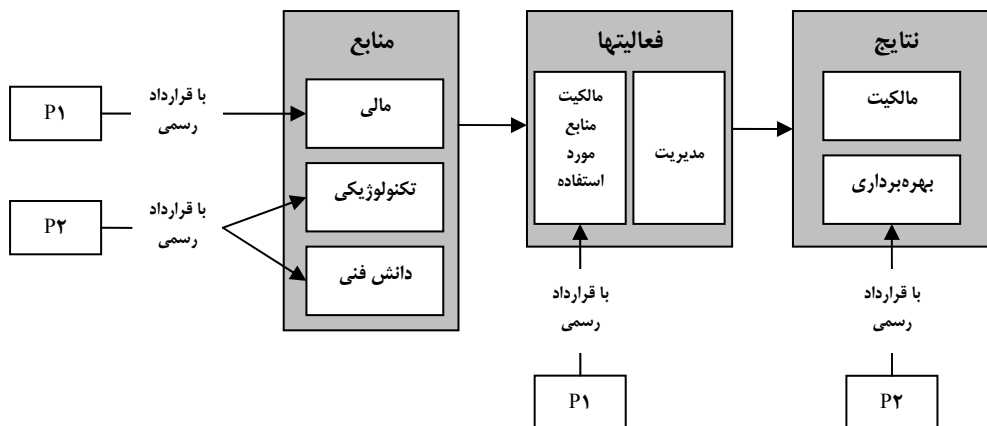 منابع
مالی
تکنولوژیکی
دانش فنی
P۱
با قرارداد
رسمی
P۲
با قرارداد
رسمی
فعالیتها
مالکیت
منابع
مورد
استفاده
مدیریت
با قرارداد
رسمی
P۱
نتایج
مالکیت
بهره‌برداری
با قرارداد
رسمی
P۲